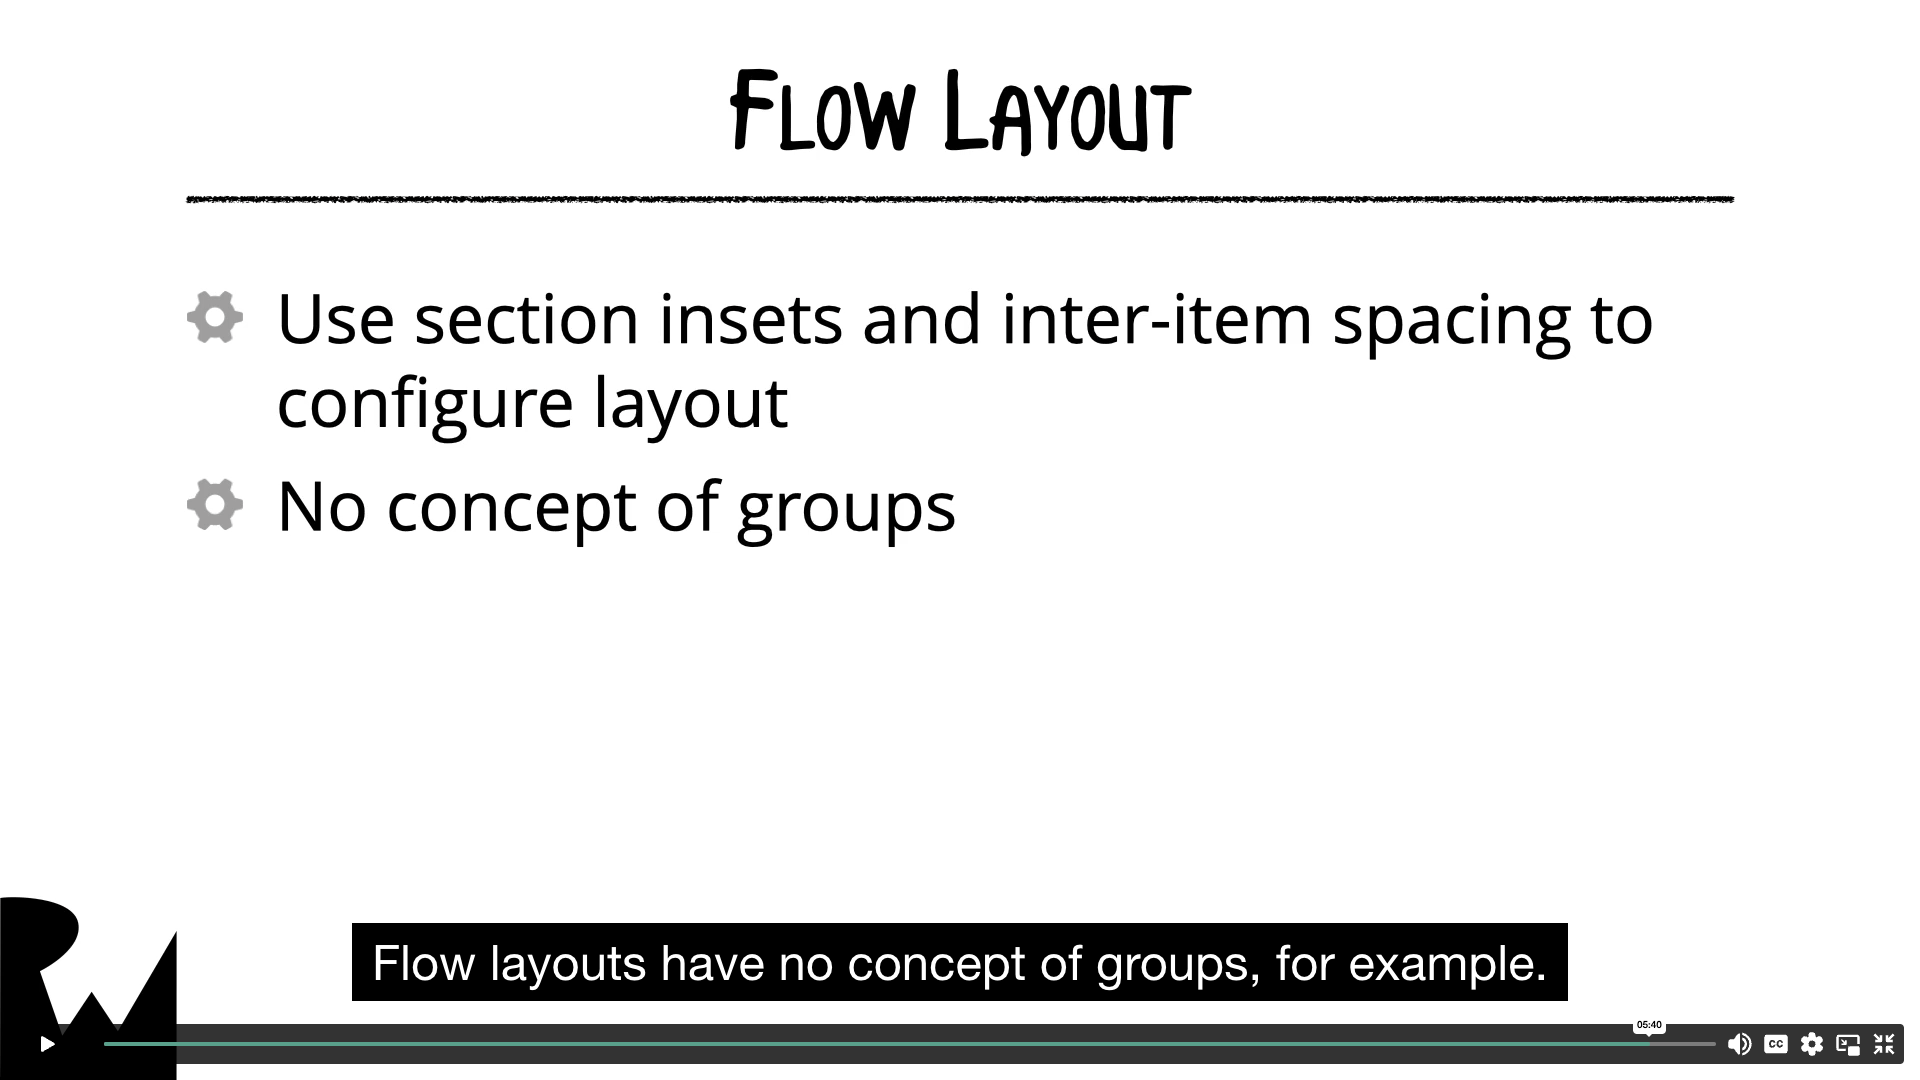 Flow Layout
Use section insets and inter-item spacing to
configure layout
No concept of groups
Flow layouts have no concept of groups, for example.
05:40
CC